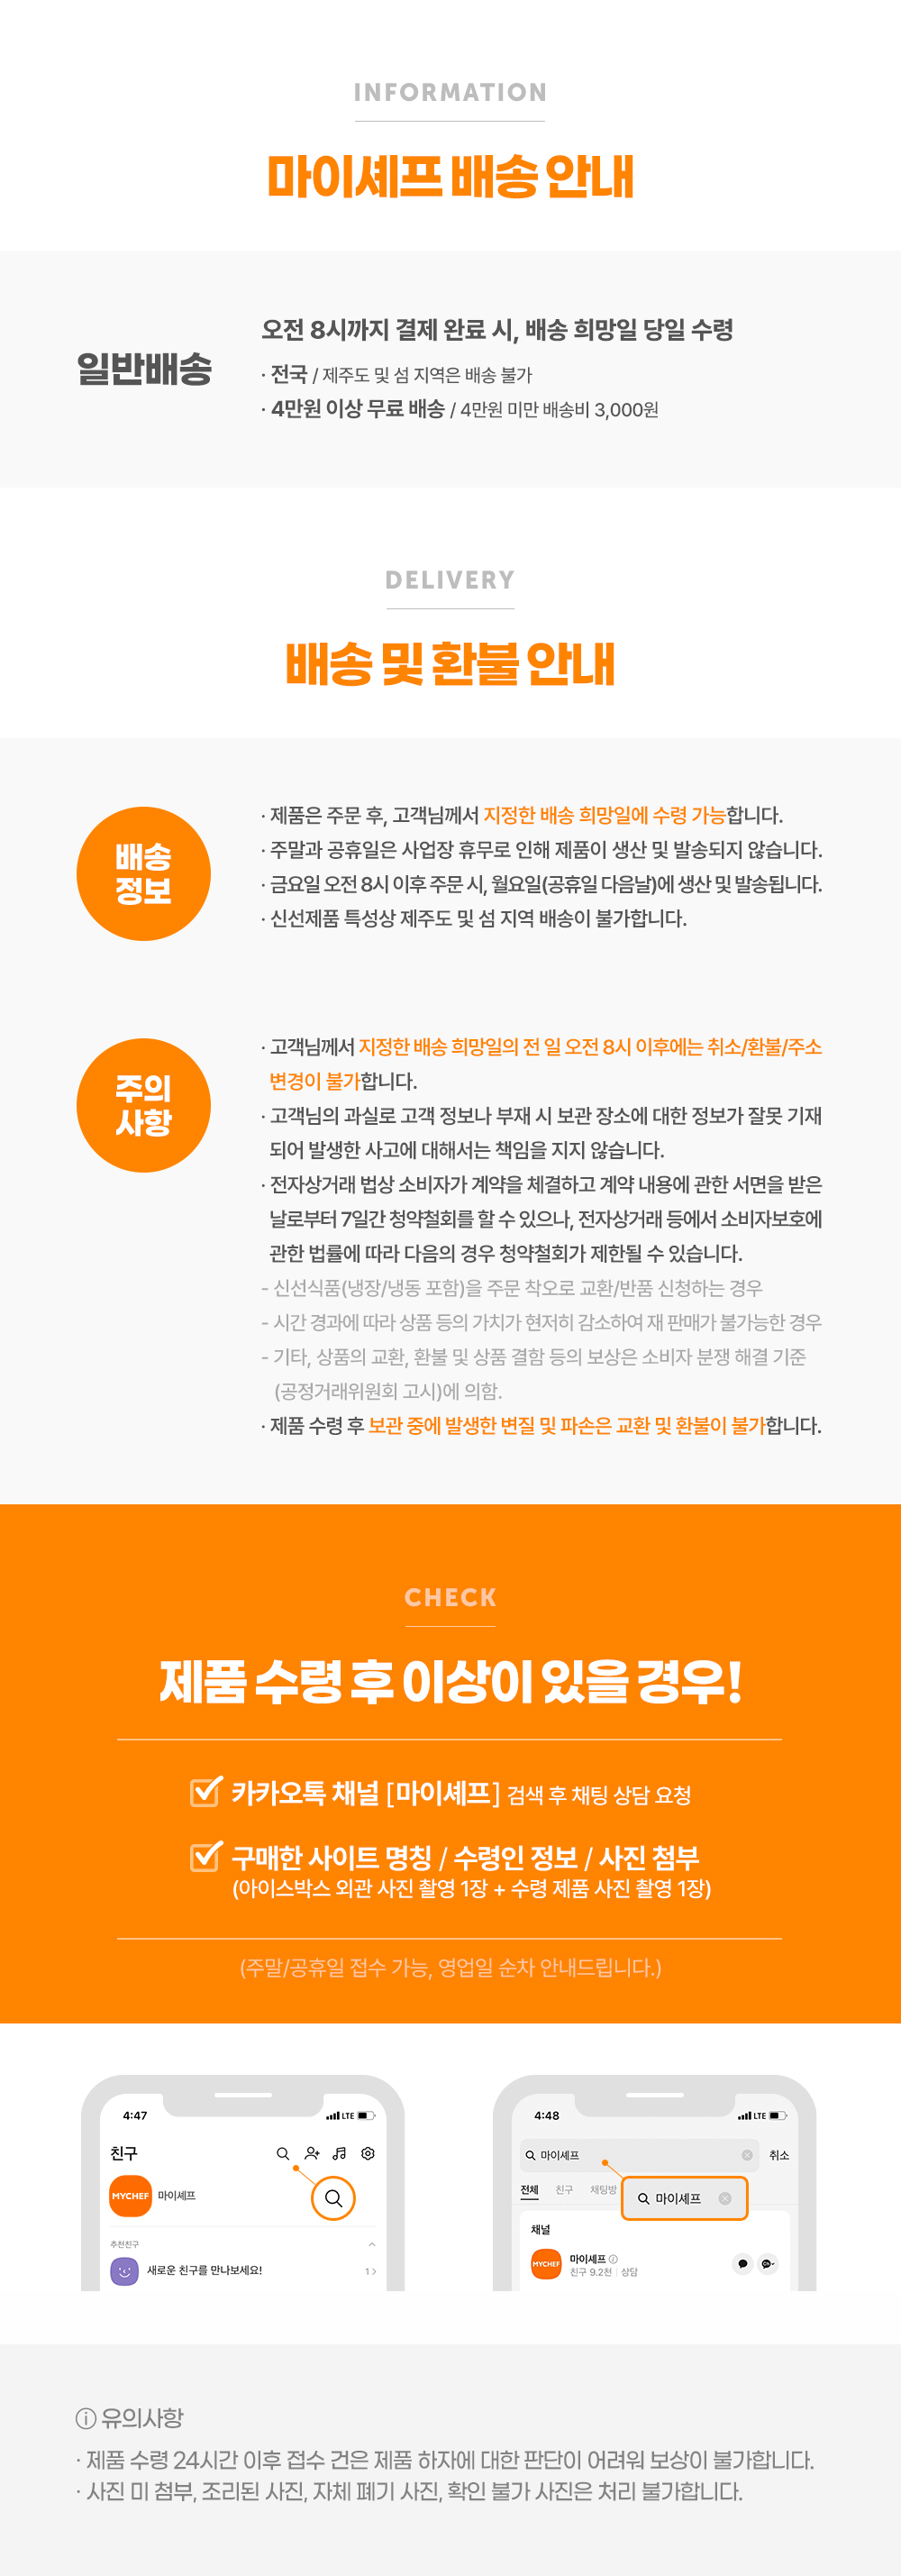 INFORMATION
마이셰프 배송 안내
일반배송
오전 8시까지 결제 완료 시, 배송 희망일 당일 수령
· 전국 / 제주도 및 섬 지역은 배송 불가
· 4만원 이상 무료 배송 / 4만원 미만 배송비 3,000원
DELIVERY
배송 및 환불 안내
배송
정보
· 제품은 주문 후, 고객님께서 지정한 배송 희망일에 수령 가능합니다.
· 주말과 공휴일은 사업장 휴무로 인해 제품이 생산 및 발송되지 않습니다.
· 금요일 오전 8시 이후 주문 시, 월요일(공휴일 다음날)에 생산 및 발송됩니다.
· 신선제품 특성상 제주도 및 섬 지역 배송이 불가합니다.
주의
사항
· 고객님께서 지정한 배송 희망일의 전 일 오전 8시 이후에는 취소/환불/주소
변경이 불가합니다.
· 고객님의 과실로 고객 정보나 부재 시 보관 장소에 대한 정보가 잘못 기재
되어 발생한 사고에 대해서는 책임을 지지 않습니다.
· 전자상거래 법상 소비자가 계약을 체결하고 계약 내용에 관한 서면을 받은
날로부터 7일간 청약철회를 할 수 있으나, 전자상거래 등에서 소비자보호에
관한 법률에 따라 다음의 경우 청약철회가 제한될 수 있습니다.
- 신선식품(냉장/냉동 포함)을 주문 착오로 교환/반품 신청하는 경우
- 시간 경과에 따라 상품 등의 가치가 현저히 감소하여 재 판매가 불가능한 경우
- 기타, 상품의 교환, 환불 및 상품 결함 등의 보상은 소비자 분쟁 해결 기준
(공정거래위원회 고시)에 의함.
· 제품 수령 후 보관 중에 발생한 변질 및 파손은 교환 및 환불이 불가합니다.
CHECK
제품 수령 후 이상이 있을 경우!
카카오톡 채널 [마이셰프] 검색 후 채팅 상담 요청
구매한 사이트 명칭 / 수령인 정보 / 사진 첨부
(아이스박스 외관 사진 촬영 1장 + 수령 제품 사진 촬영 1장)
(주말/공휴일 접수 가능, 영업일 순차 안내드립니다.)
4:47 LTE
친구
MYCHEF 마이셰프
추천친구
새로운 친구를 만나보세요! 1 >
4:48 LTE
마이셰프 취소
전체 친구 채팅방
마이셰프
채널
MYCHEF 마이셰프
친구 9.2천 | 상담
Ch+
ⓘ 유의사항
· 제품 수령 24시간 이후 접수 건은 제품 하자에 대한 판단이 어려워 보상이 불가합니다.
· 사진 미 첨부, 조리된 사진, 자체 폐기 사진, 확인 불가 사진은 처리 불가합니다.